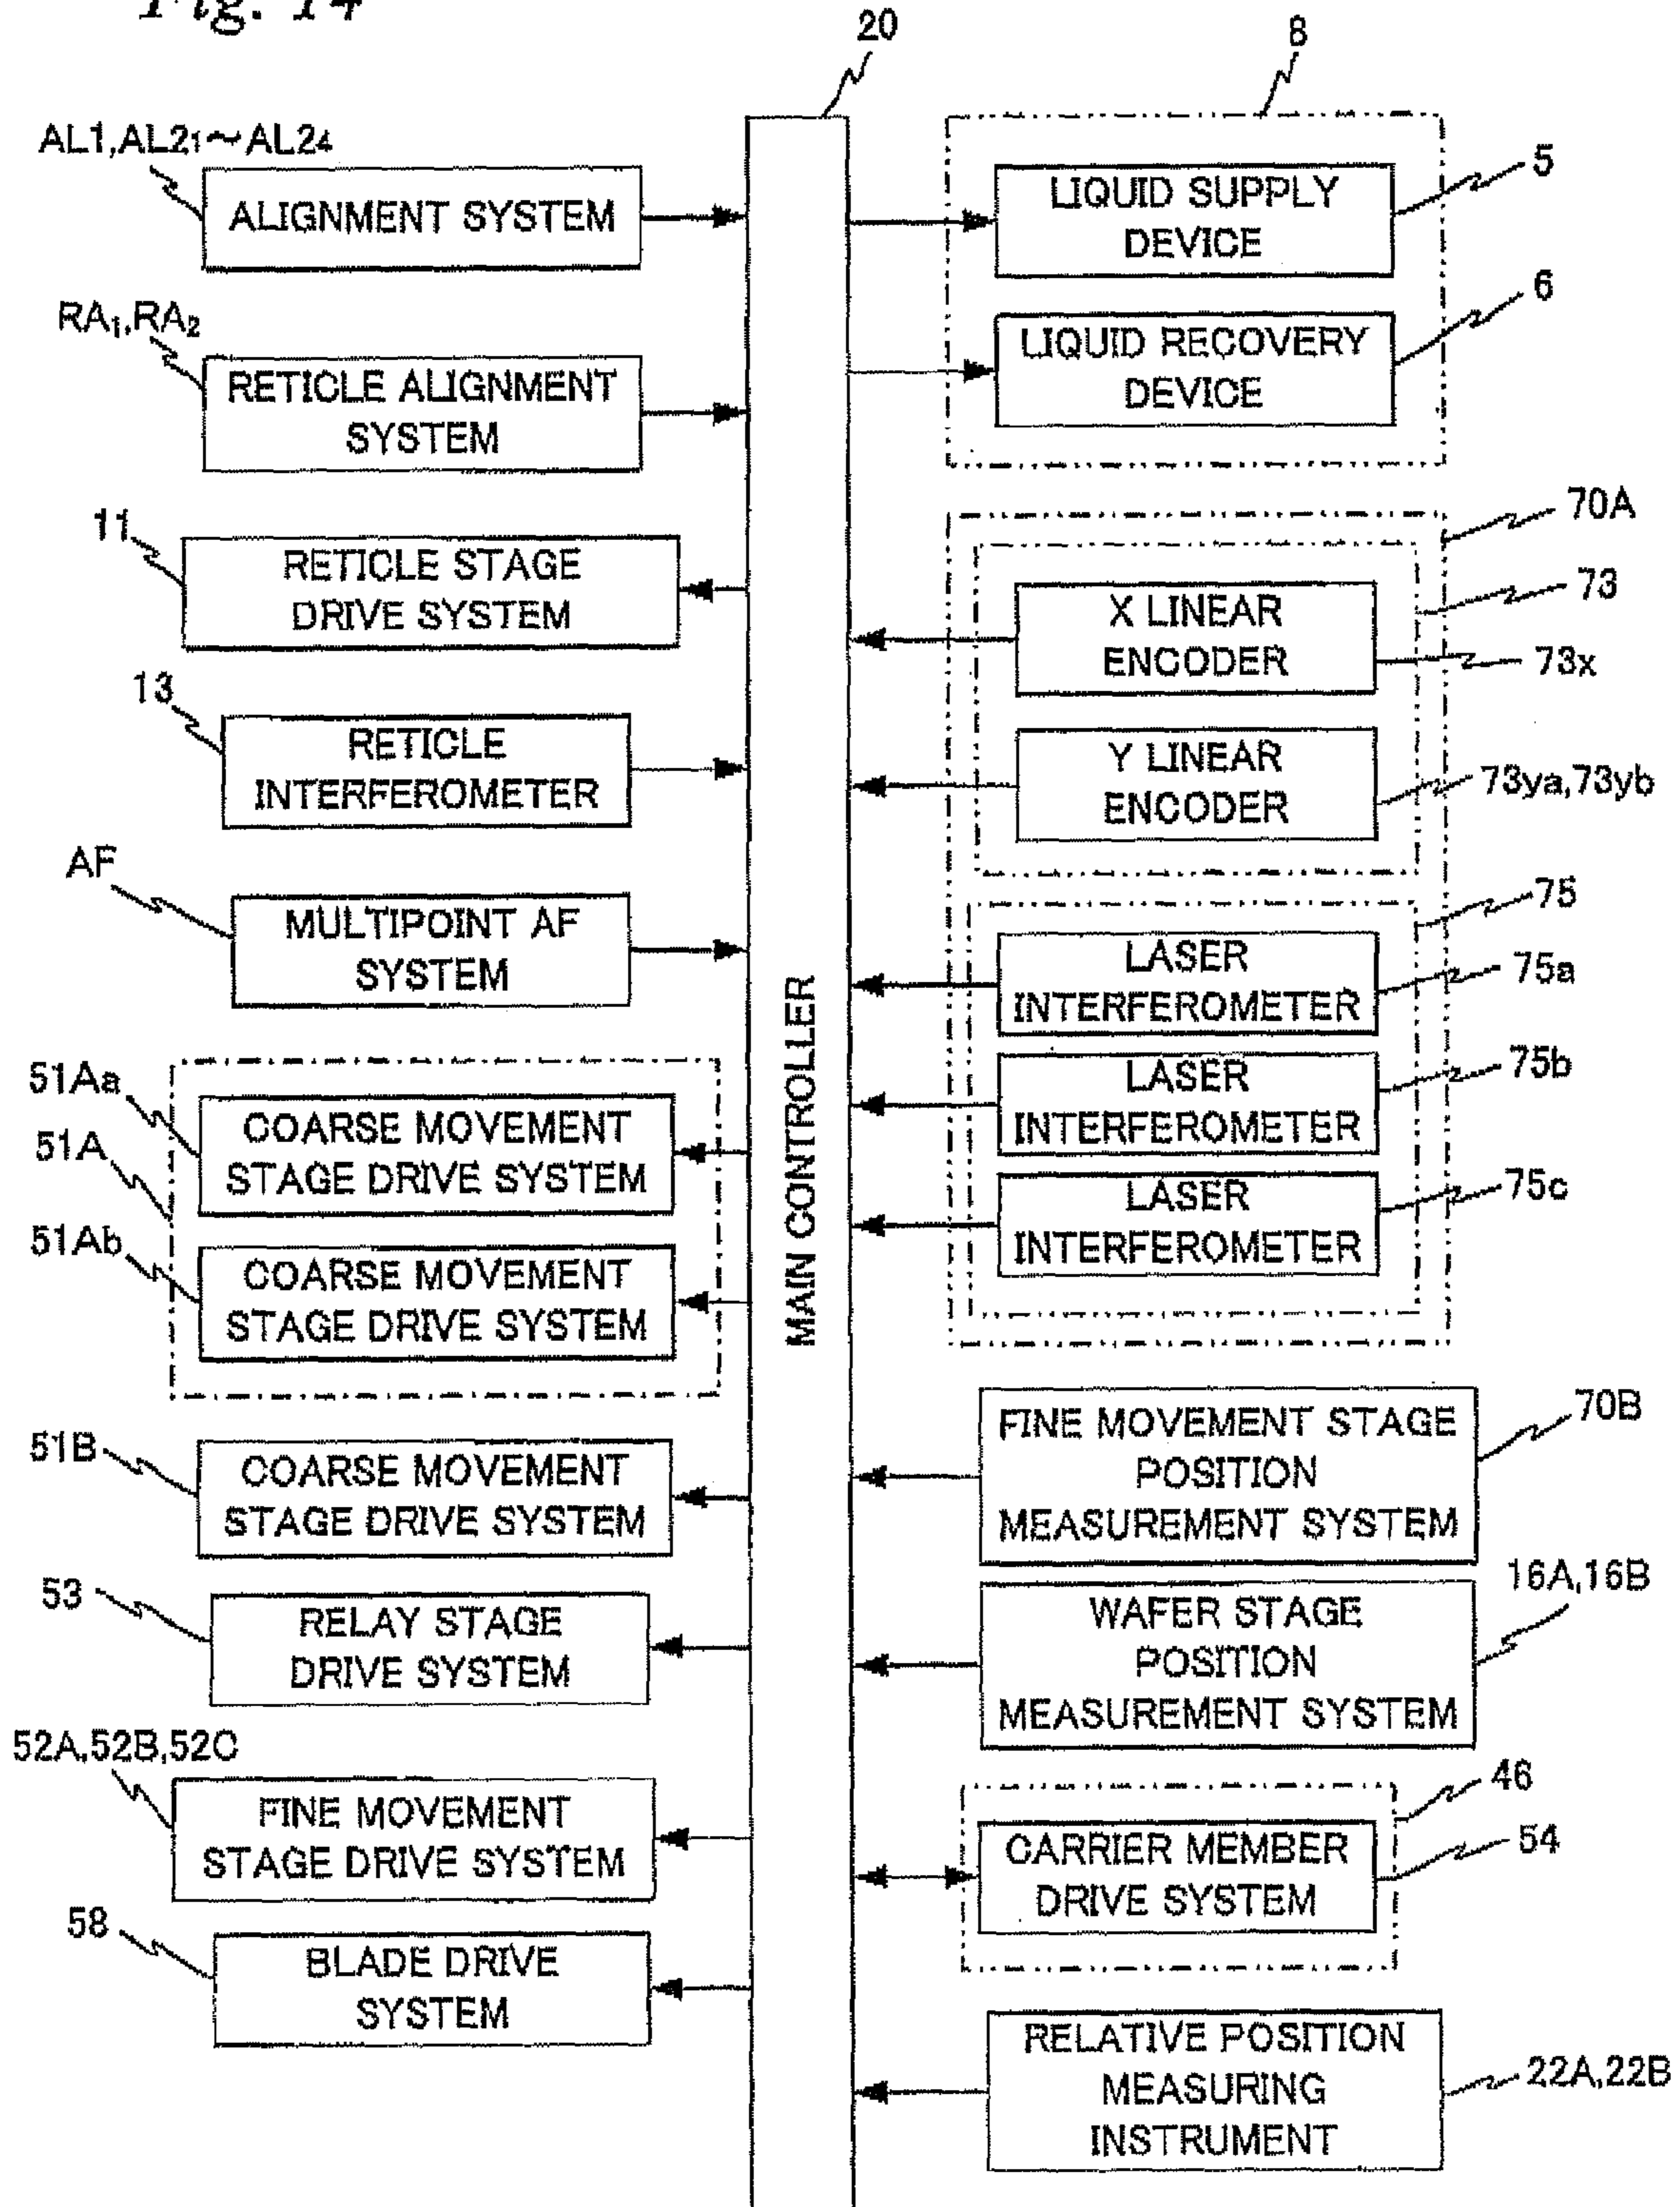 Fig. 14
20
8
AL1,AL2₁~AL2₄
ALIGNMENT SYSTEM
RA₁,RA₂
RETICLE ALIGNMENT
SYSTEM
11
RETICLE STAGE
DRIVE SYSTEM
13
RETICLE
INTERFEROMETER
AF
MULTIPOINT AF
SYSTEM
51Aa
COARSE MOVEMENT
STAGE DRIVE SYSTEM
51A
51Ab
COARSE MOVEMENT
STAGE DRIVE SYSTEM
51B
COARSE MOVEMENT
STAGE DRIVE SYSTEM
53
RELAY STAGE
DRIVE SYSTEM
52A,52B,52C
FINE MOVEMENT
STAGE DRIVE SYSTEM
58
BLADE DRIVE
SYSTEM
MAIN CONTROLLER
LIQUID SUPPLY
DEVICE
5
LIQUID RECOVERY
DEVICE
6
70A
73
X LINEAR
ENCODER
73x
Y LINEAR
ENCODER
73ya,73yb
75
LASER
INTERFEROMETER
75a
LASER
INTERFEROMETER
75b
LASER
INTERFEROMETER
75c
FINE MOVEMENT STAGE
POSITION
MEASUREMENT SYSTEM
70B
WAFER STAGE
POSITION
MEASUREMENT SYSTEM
16A,16B
46
CARRIER MEMBER
DRIVE SYSTEM
54
RELATIVE POSITION
MEASURING
INSTRUMENT
22A,22B